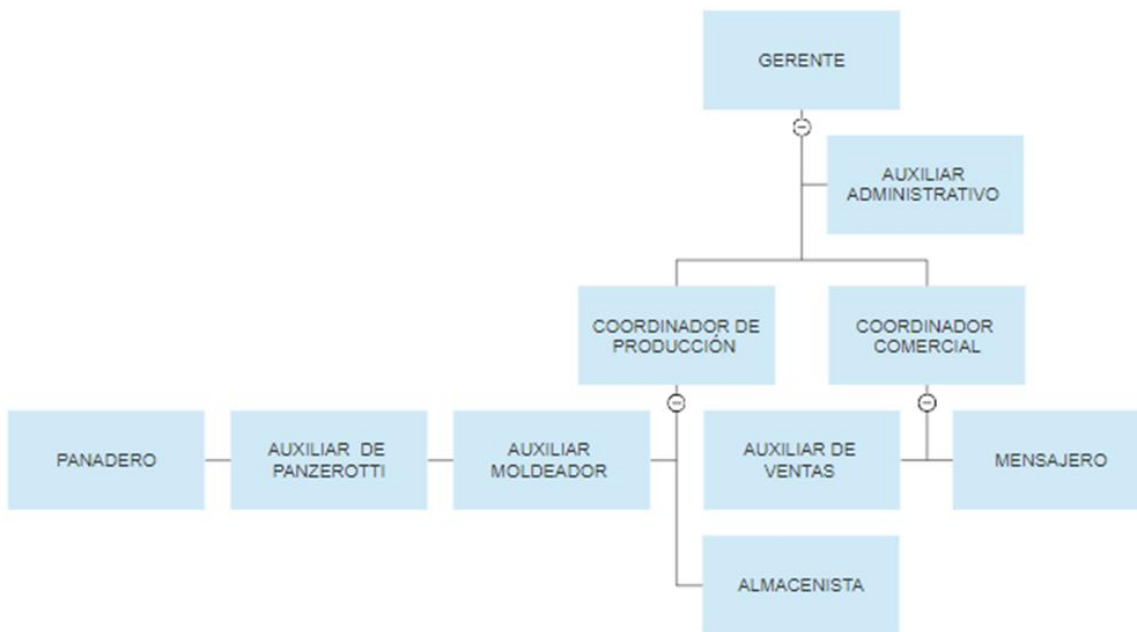 GERENTE
AUXILIAR
ADMINISTRATIVO
COORDINADOR DE
PRODUCCIÓN
COORDINADOR
COMERCIAL
PANADERO
AUXILIAR DE
PANZEROTTI
AUXILIAR
MOLDEADOR
AUXILIAR DE
VENTAS
MENSAJERO
ALMACENISTA